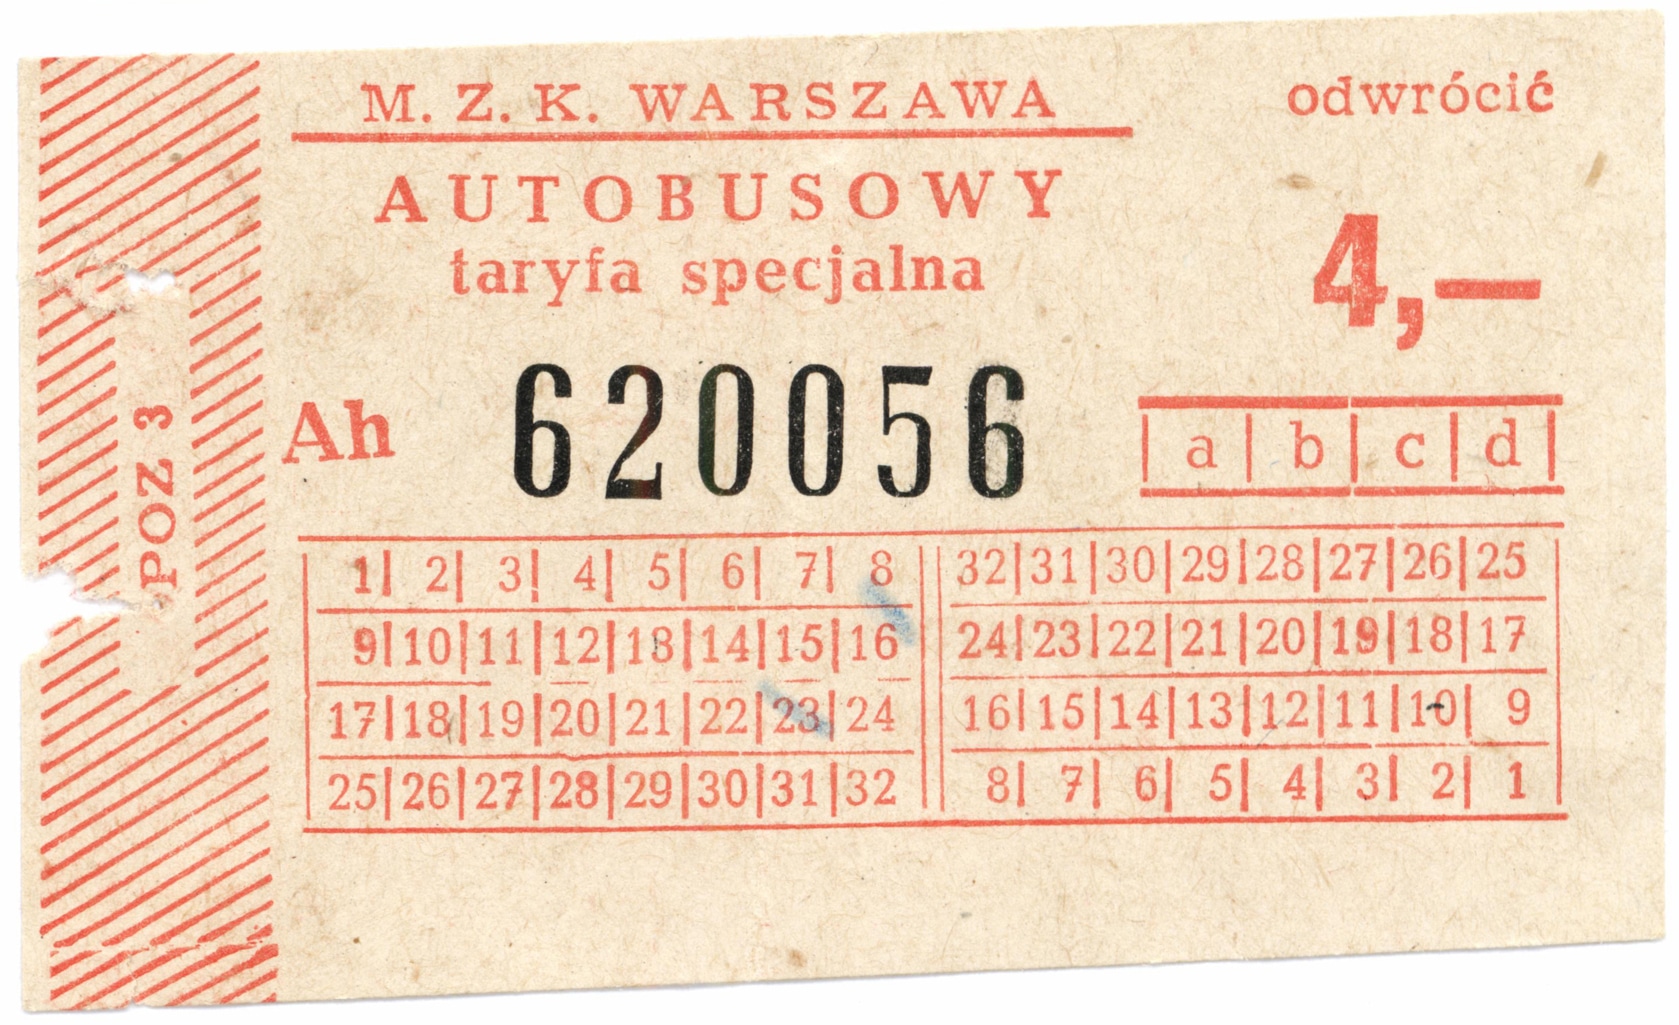 M. Z. K. WARSZAWA
odwrócić
AUTOBUSOWY
taryfa specjalna
4,—
Ah 620056
a b c d
POZ 3
1 2 3 4 5 6 7 8 32 31 30 29 28 27 26 25
9 10 11 12 18 14 15 16 24 23 22 21 20 19 18 17
17 18 19 20 21 22 23 24 16 15 14 13 12 11 10 9
25 26 27 28 29 30 31 32 8 7 6 5 4 3 2 1